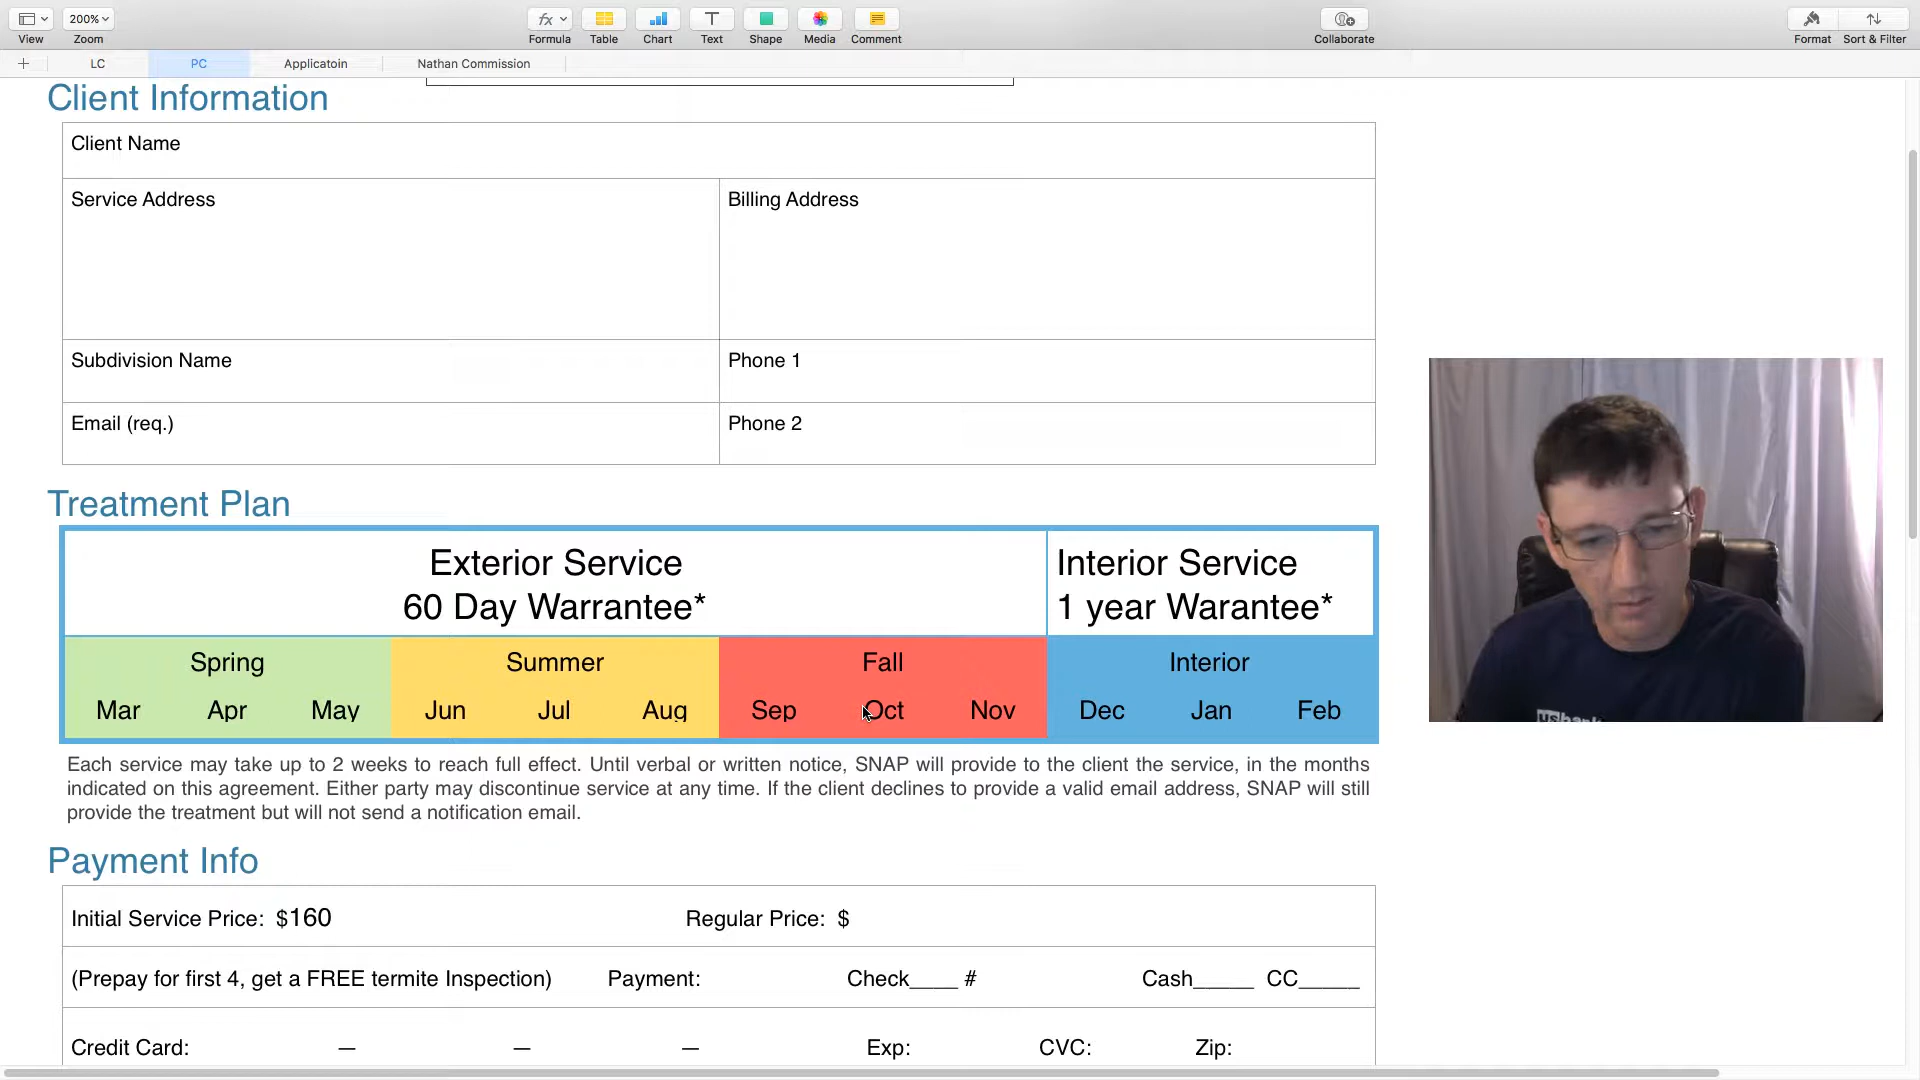 200%
View
Zoom
Formula
Table
Chart
Text
Shape
Media
Comment
Collaborate
Format
Sort & Filter
LC
PC
Applicatoin
Nathan Commission
Client Information
Client Name
Service Address
Billing Address
Subdivision Name
Phone 1
Email (req.)
Phone 2
Treatment Plan
Exterior Service
60 Day Warrantee*
Interior Service
1 year Warantee*
Spring
Summer
Fall
Interior
Mar Apr May Jun Jul Aug Sep Oct Nov Dec Jan Feb
Each service may take up to 2 weeks to reach full effect. Until verbal or written notice, SNAP will provide to the client the service, in the months
indicated on this agreement. Either party may discontinue service at any time. If the client declines to provide a valid email address, SNAP will still
provide the treatment but will not send a notification email.
Payment Info
Initial Service Price: $160 Regular Price: $
(Prepay for first 4, get a FREE termite Inspection) Payment: Check____ # Cash_____ CC_____
Credit Card: — — — Exp: CVC: Zip:
usbank